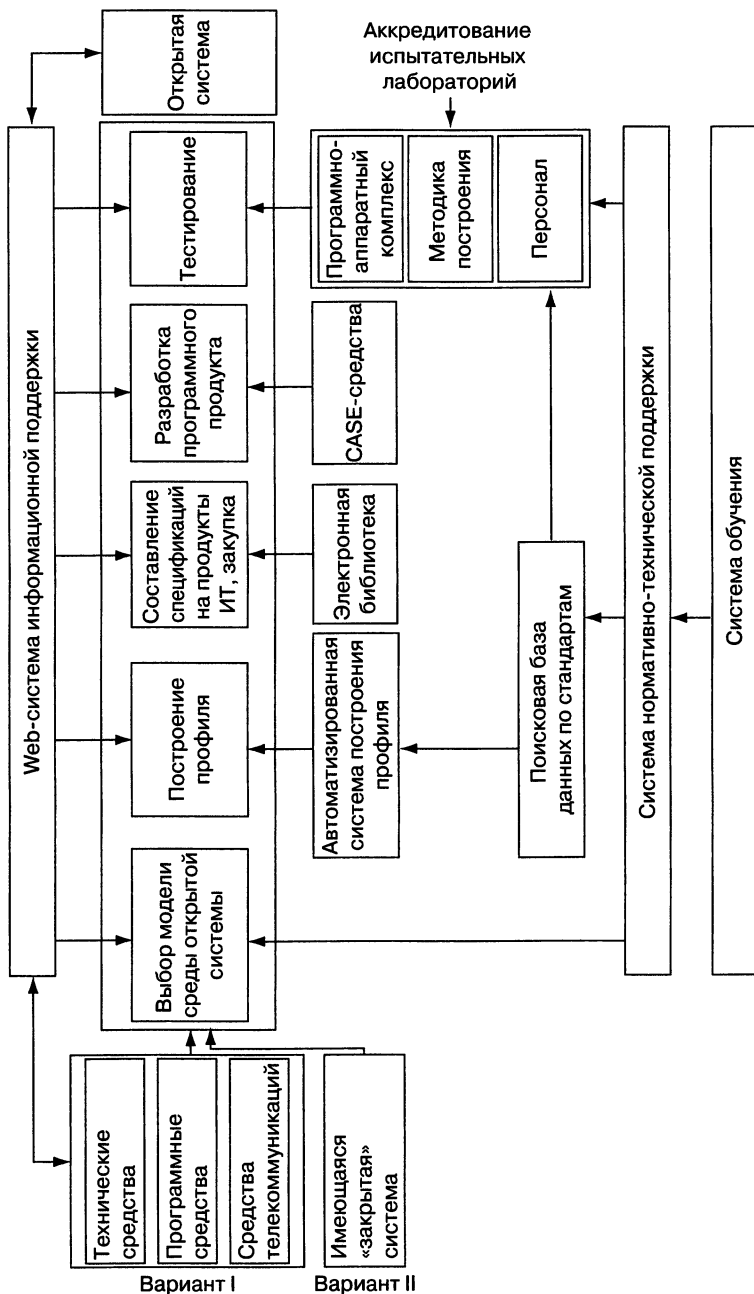 Web-система информационной поддержки
Технические
средства
Программные
средства
Средства
телекоммуникаций
Вариант I
Имеющаяся
«закрытая»
система
Вариант II
Выбор модели
среды открытой
системы
Построение
профиля
Составление
спецификаций
на продукты
ИТ, закупка
Разработка
программного
продукта
Тестирование
Открытая
система
Автоматизированная
система построения
профиля
Электронная
библиотека
CASE-средства
Программно-
аппаратный
комплекс
Методика
построения
Персонал
Аккредитование
испытательных
лабораторий
Поисковая база
данных по стандартам
Система нормативно-технической поддержки
Система обучения